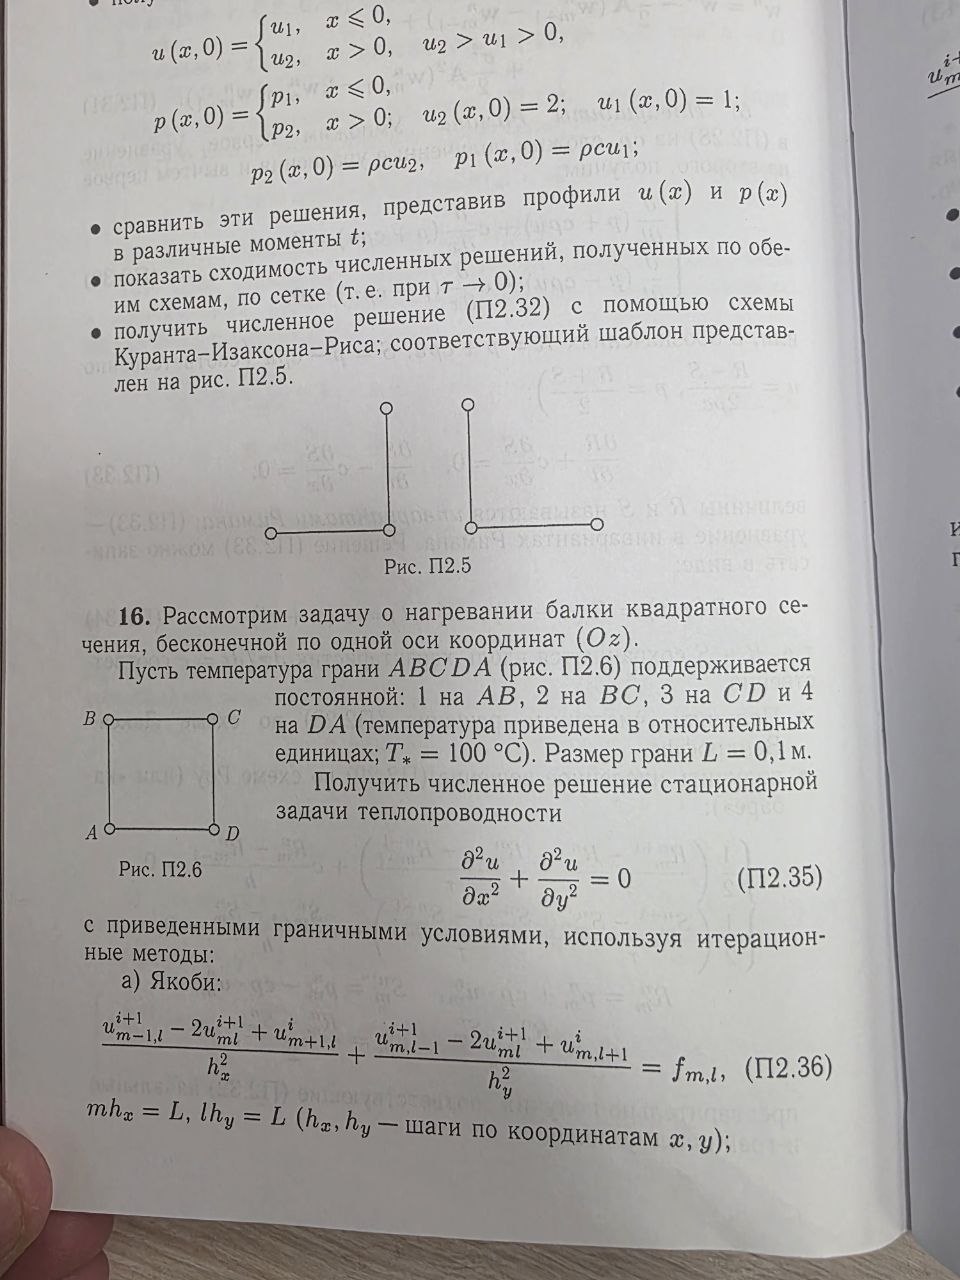 u (x, 0) = { u₁, x ⩽ 0,
u₂, x > 0, u₂ > u₁ > 0,
p (x, 0) = { p₁, x ⩽ 0,
p₂, x > 0; u₂ (x, 0) = 2; u₁ (x, 0) = 1;
p₂ (x, 0) = ρcu₂, p₁ (x, 0) = ρcu₁;
• сравнить эти решения, представив профили u (x) и p (x)
в различные моменты t;
• показать сходимость численных решений, полученных по обе-
им схемам, по сетке (т. е. при τ → 0);
• получить численное решение (П2.32) с помощью схемы
Куранта–Изаксона–Риса; соответствующий шаблон представ-
лен на рис. П2.5.
Рис. П2.5
16. Рассмотрим задачу о нагревании балки квадратного се-
чения, бесконечной по одной оси координат (Oz).
Пусть температура грани ABCDA (рис. П2.6) поддерживается
постоянной: 1 на AB, 2 на BC, 3 на CD и 4
на DA (температура приведена в относительных
единицах; T* = 100 °C). Размер грани L = 0,1 м.
Получить численное решение стационарной
задачи теплопроводности
B C
A D
Рис. П2.6
∂²u/∂x² + ∂²u/∂y² = 0 (П2.35)
с приведенными граничными условиями, используя итерацион-
ные методы:
а) Якоби:
(u^{i+1}_{m−1,l} − 2u^{i+1}_{ml} + u^{i}_{m+1,l})/h²_x + (u^{i+1}_{m,l−1} − 2u^{i+1}_{ml} + u^{i}_{m,l+1})/h²_y = f_{m,l}, (П2.36)
mh_x = L, lh_y = L (h_x, h_y — шаги по координатам x, y);